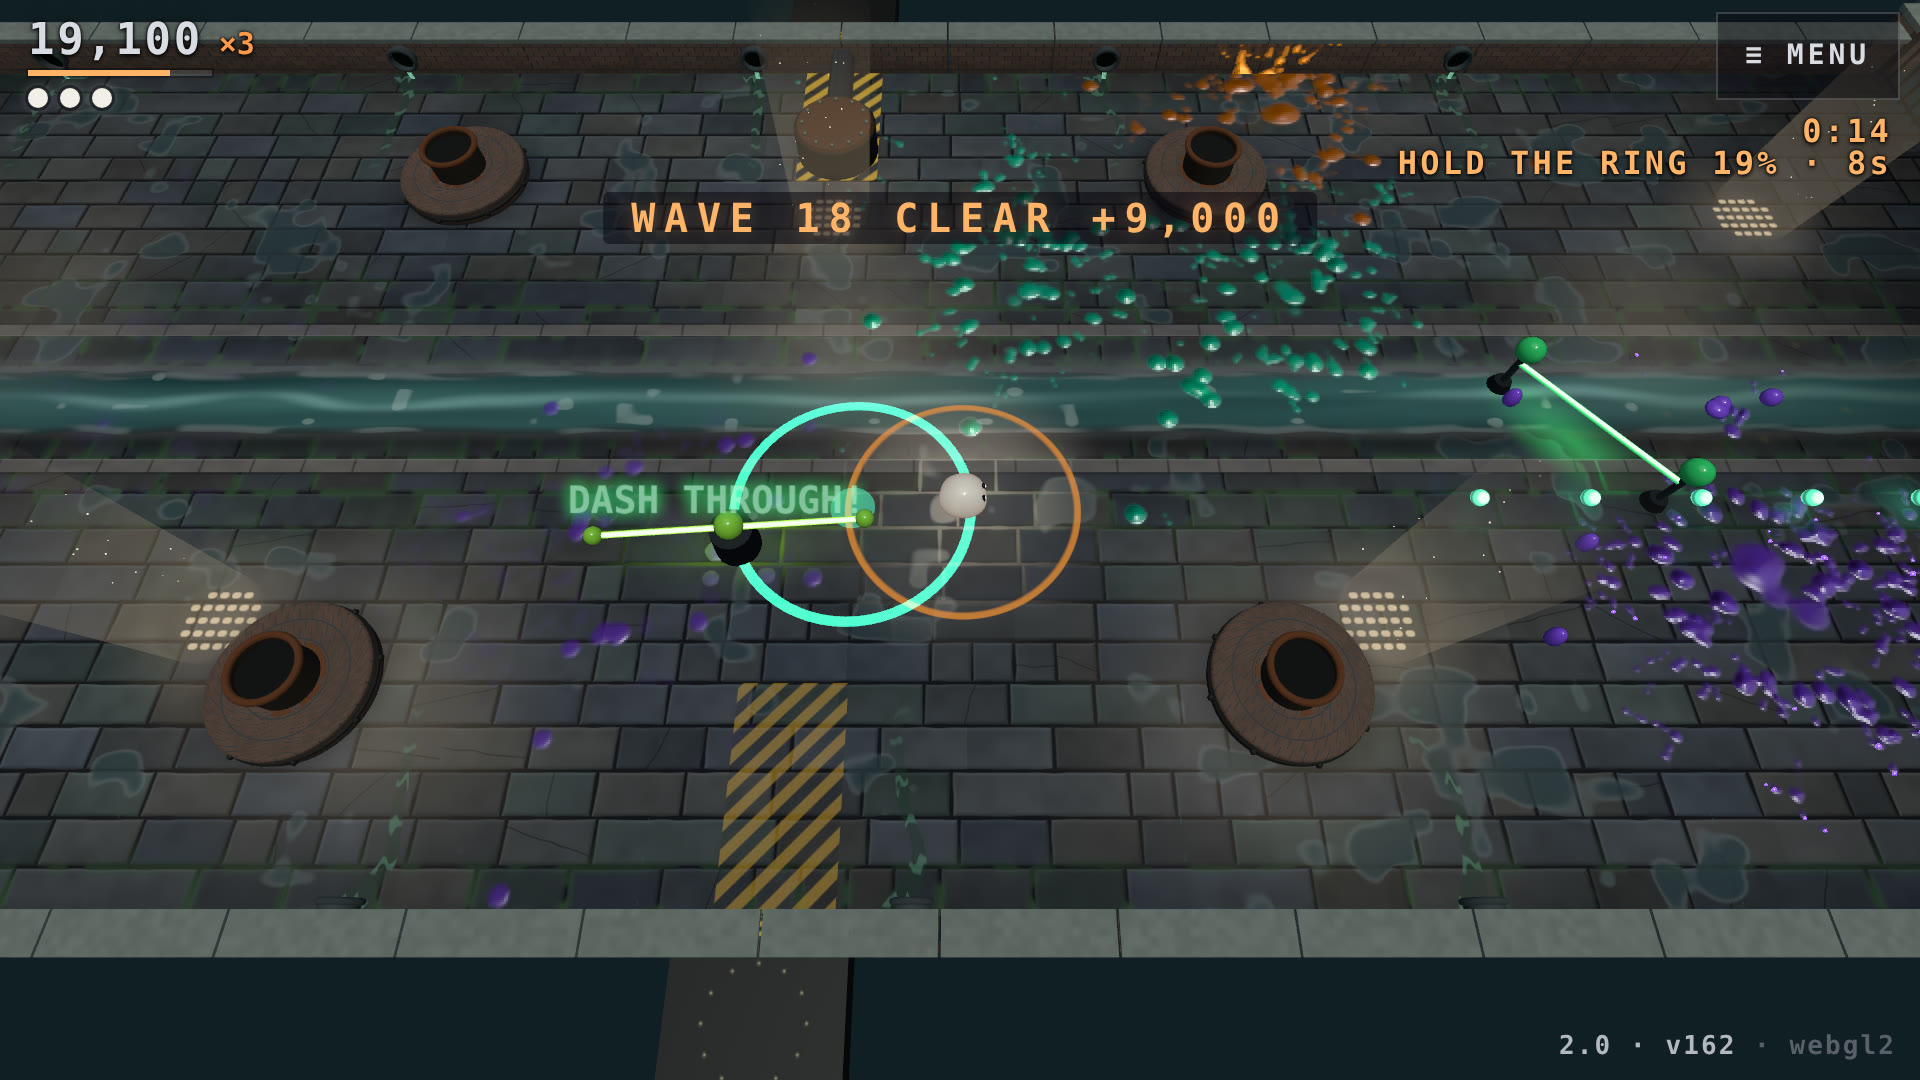 19,100 ×3
≡ MENU
0:14
HOLD THE RING 19% · 8s
WAVE 18 CLEAR +9,000
DASH THROUGH!
2.0 · v162 · webgl2